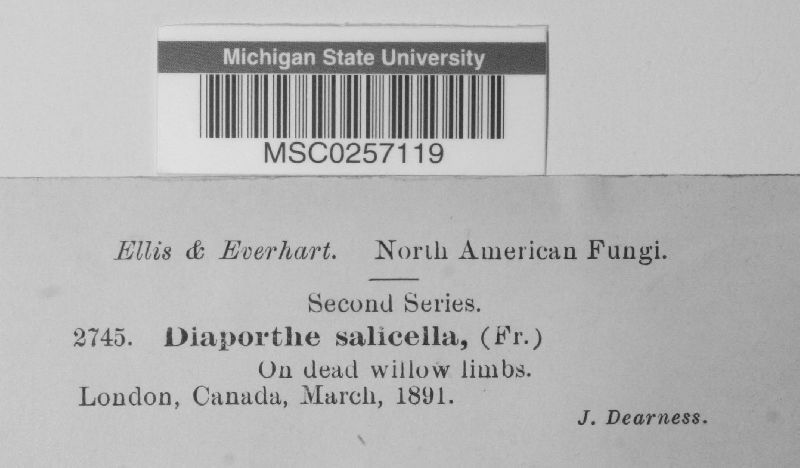 Michigan State University
MSC0257119
Ellis & Everhart. North American Fungi.
Second Series.
2745. Diaporthe salicella, (Fr.)
On dead willow limbs.
London, Canada, March, 1891.
J. Dearness.